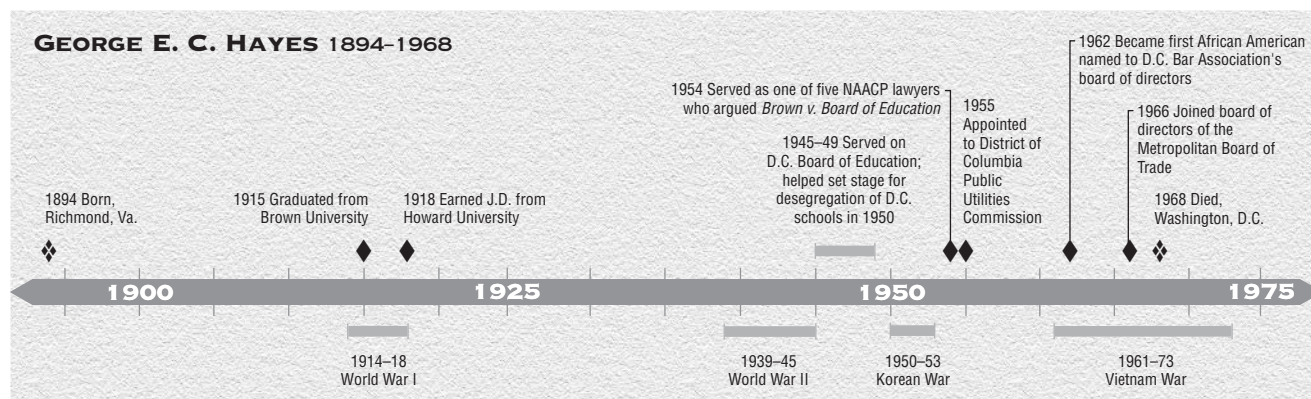 GEORGE E. C. HAYES 1894–1968
1962 Became first African American
named to D.C. Bar Association's
board of directors
1954 Served as one of five NAACP lawyers
who argued Brown v. Board of Education
1955
Appointed
to District of
Columbia
Public
Utilities
Commission
1966 Joined board of
directors of the
Metropolitan Board of
Trade
1945–49 Served on
D.C. Board of Education;
helped set stage for
desegregation of D.C.
schools in 1950
1894 Born,
Richmond, Va.
1915 Graduated from
Brown University
1918 Earned J.D. from
Howard University
1968 Died,
Washington, D.C.
1900
1925
1950
1975
1914–18
World War I
1939–45
World War II
1950–53
Korean War
1961–73
Vietnam War